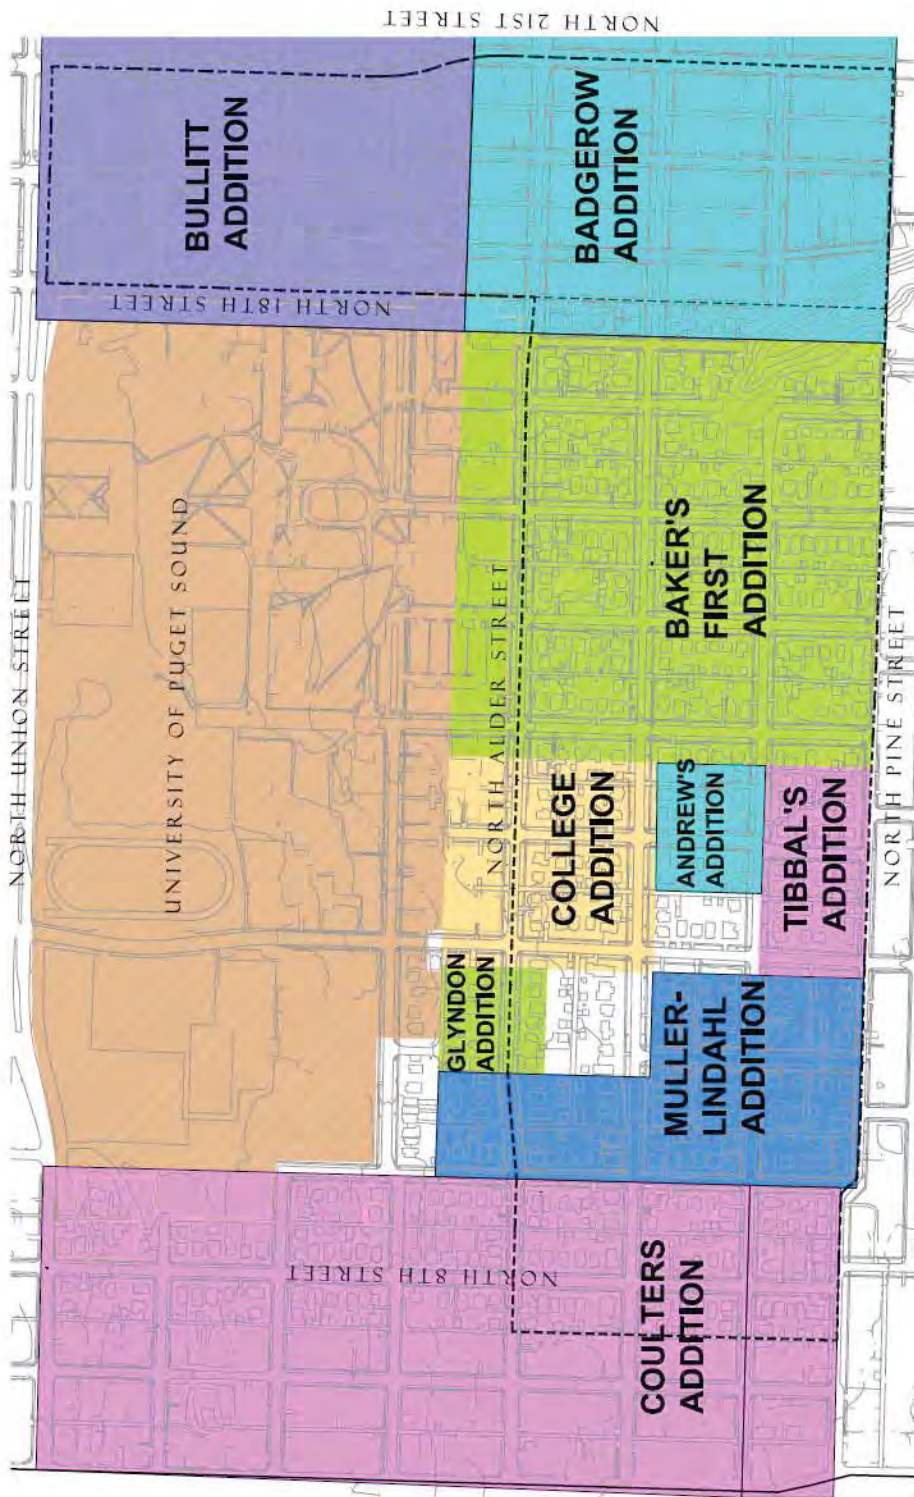 NORTH 21ST STREET
BULLITT
ADDITION
BADGEROW
ADDITION
NORTH 18TH STREET
NORTH UNION STREET
UNIVERSITY OF PUGET SOUND
NORTH ALDER STREET
BAKER'S
FIRST
ADDITION
NORTH PINE STREET
COLLEGE
ADDITION
ANDREW'S
ADDITION
TIBBAL'S
ADDITION
GLYNDON
ADDITION
MULLER-
LINDAHL
ADDITION
NORTH 8TH STREET
COULTERS
ADDITION